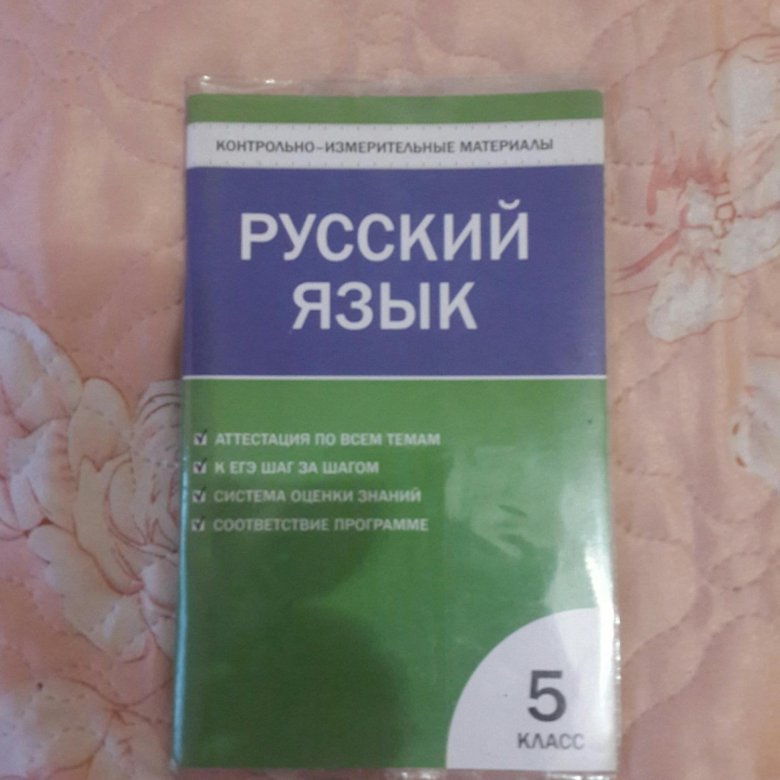 КОНТРОЛЬНО-ИЗМЕРИТЕЛЬНЫЕ МАТЕРИАЛЫ
РУССКИЙ
ЯЗЫК
АТТЕСТАЦИЯ ПО ВСЕМ ТЕМАМ
К ЕГЭ ШАГ ЗА ШАГОМ
СИСТЕМА ОЦЕНКИ ЗНАНИЙ
СООТВЕТСТВИЕ ПРОГРАММЕ
5
КЛАСС